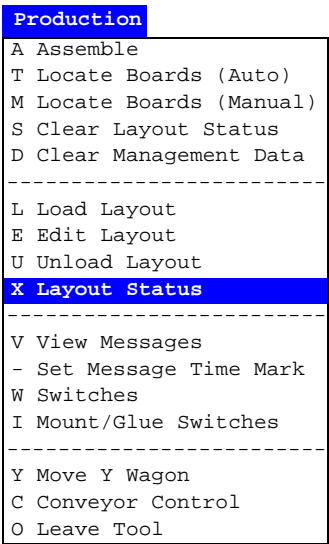 Production
A Assemble
T Locate Boards (Auto)
M Locate Boards (Manual)
S Clear Layout Status
D Clear Management Data
-------------------------
L Load Layout
E Edit Layout
U Unload Layout
X Layout Status
-------------------------
V View Messages
- Set Message Time Mark
W Switches
I Mount/Glue Switches
-------------------------
Y Move Y Wagon
C Conveyor Control
O Leave Tool